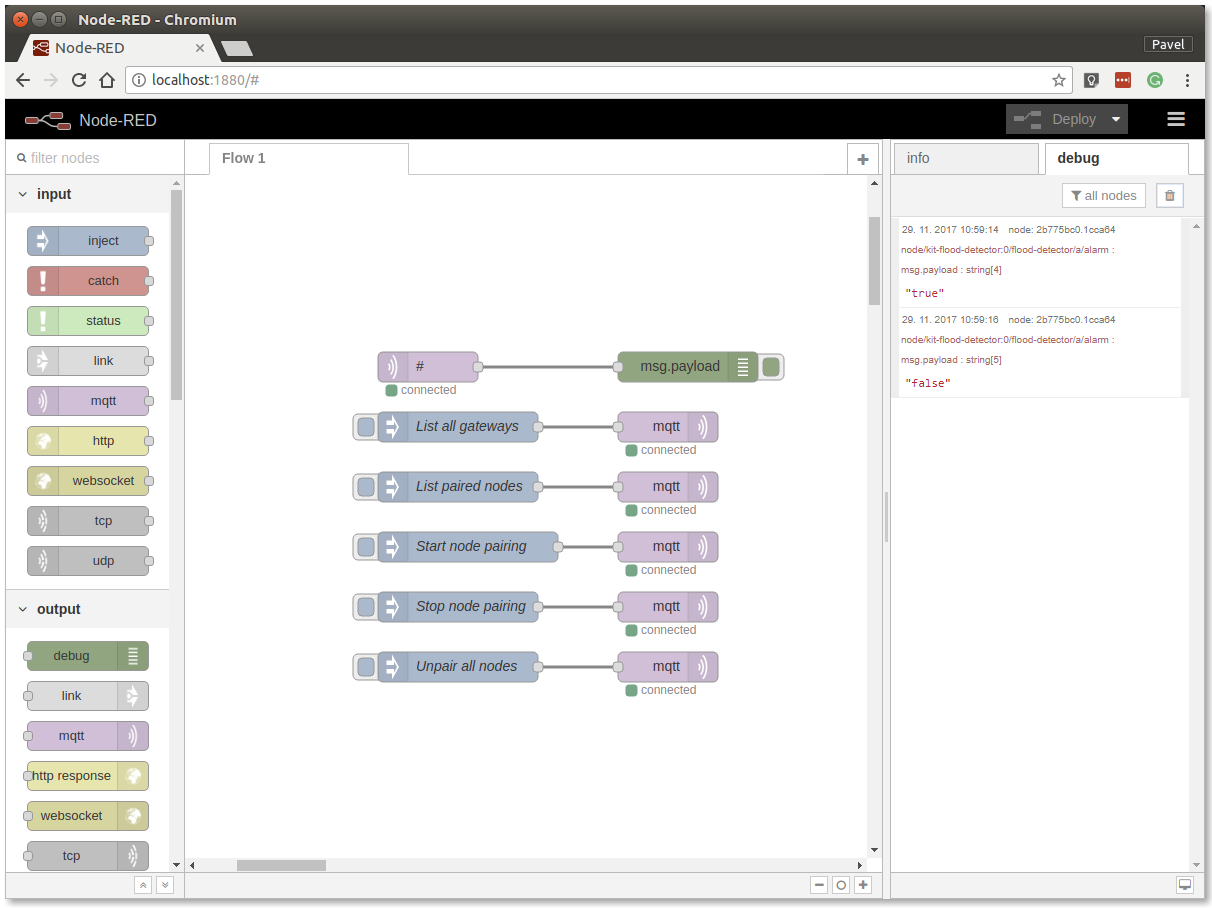 Node-RED - Chromium
Node-RED
Pavel
localhost:1880/#
Node-RED
Deploy
filter nodes
Flow 1
info
debug
all nodes
input
inject
catch
status
link
mqtt
http
websocket
tcp
udp
output
debug
link
mqtt
http response
websocket
tcp
#
connected
msg.payload
List all gateways
mqtt
connected
List paired nodes
mqtt
connected
Start node pairing
mqtt
connected
Stop node pairing
mqtt
connected
Unpair all nodes
mqtt
connected
29. 11. 2017 10:59:14 node: 2b775bc0.1cca64
node/kit-flood-detector:0/flood-detector/a/alarm :
msg.payload : string[4]
"true"
29. 11. 2017 10:59:16 node: 2b775bc0.1cca64
node/kit-flood-detector:0/flood-detector/a/alarm :
msg.payload : string[5]
"false"